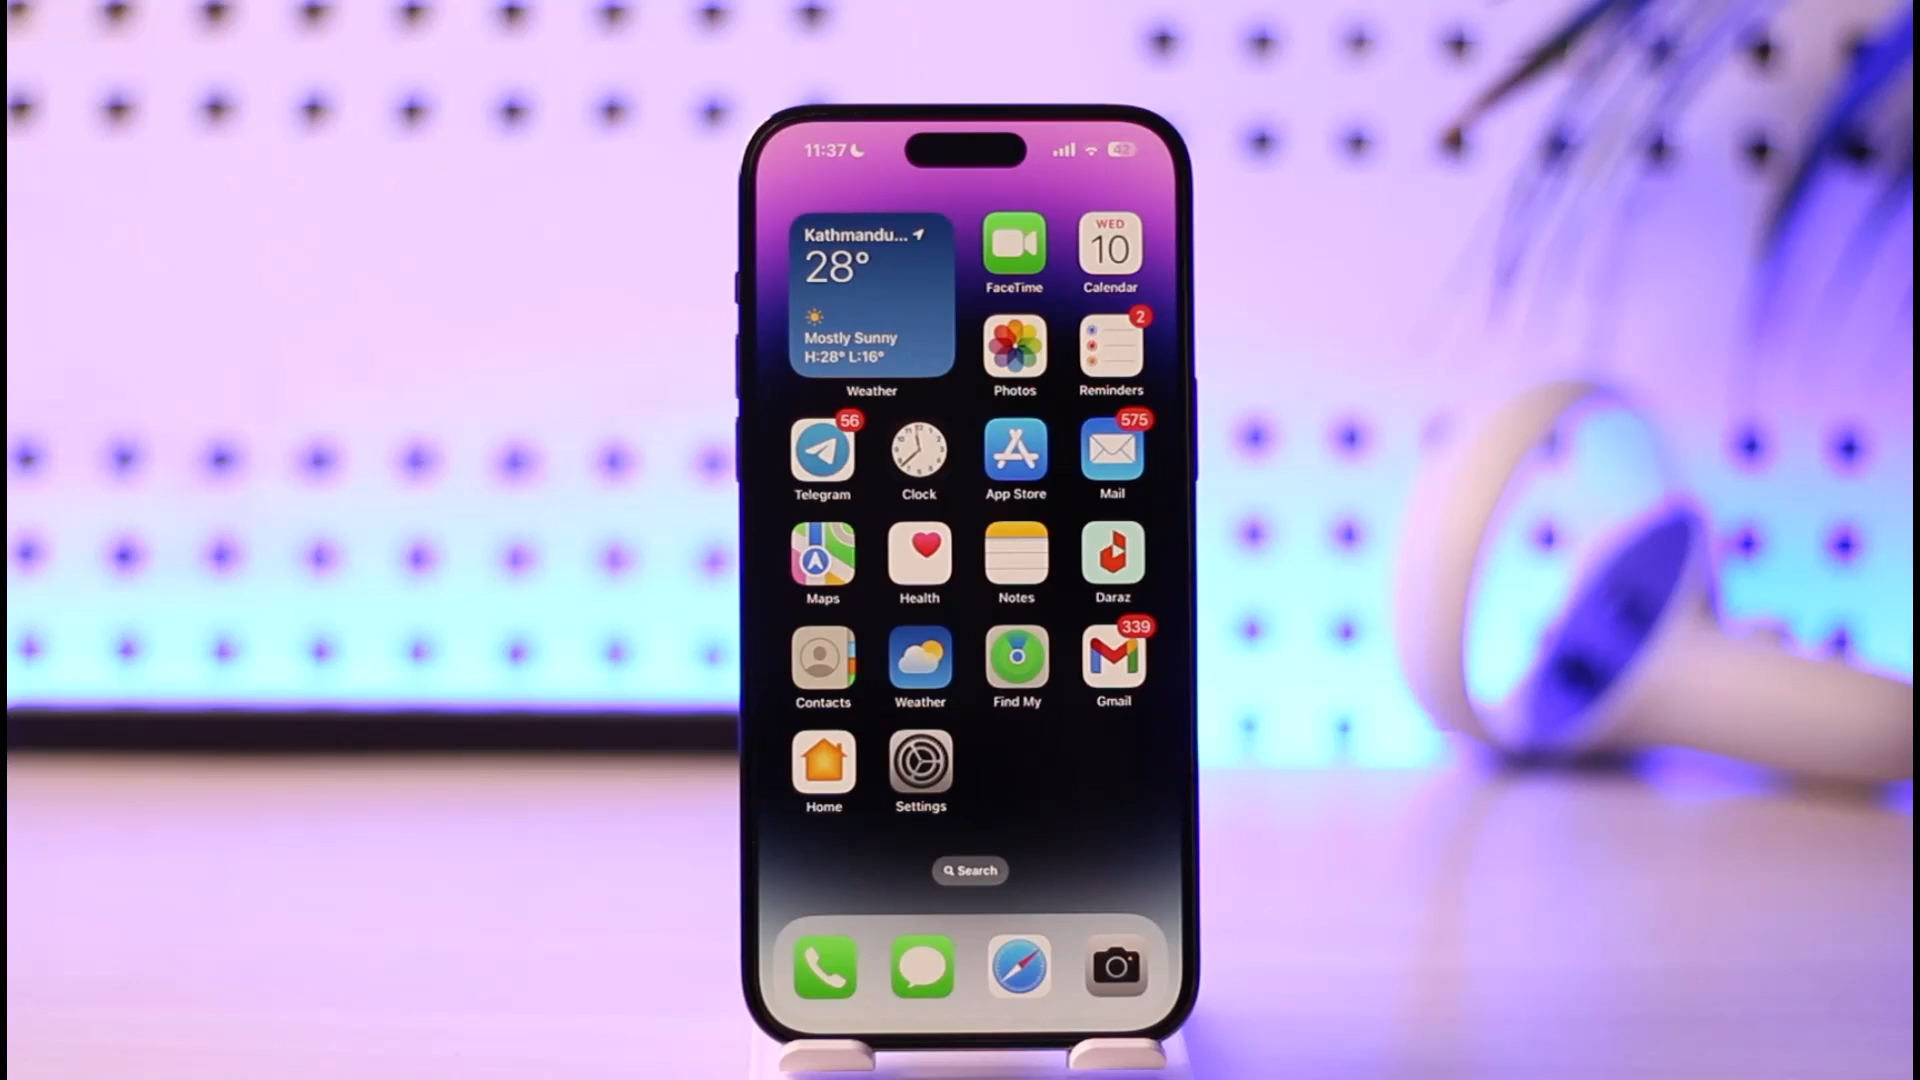 11:37
42
Kathmandu...
28°
Mostly Sunny
H:28° L:16°
Weather
FaceTime
WED
10
Calendar
Photos
2
Reminders
56
Telegram
Clock
App Store
575
Mail
Maps
Health
Notes
Daraz
Contacts
Weather
Find My
339
Gmail
Home
Settings
Search